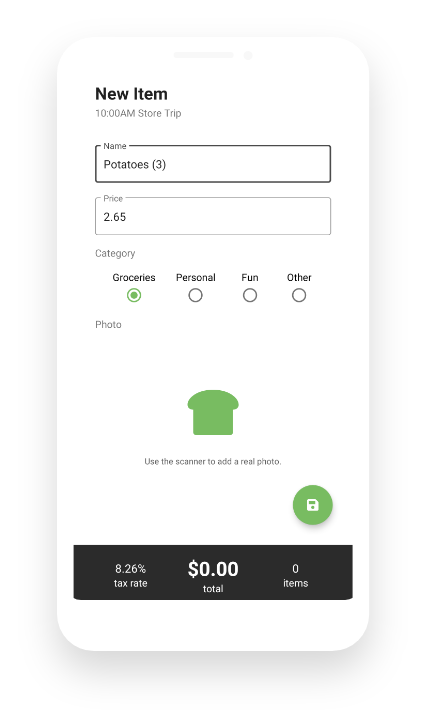 New Item
10:00AM Store Trip
Name
Potatoes (3)
Price
2.65
Category
Groceries Personal Fun Other
Photo
Use the scanner to add a real photo.
8.26% $0.00 0
tax rate total items